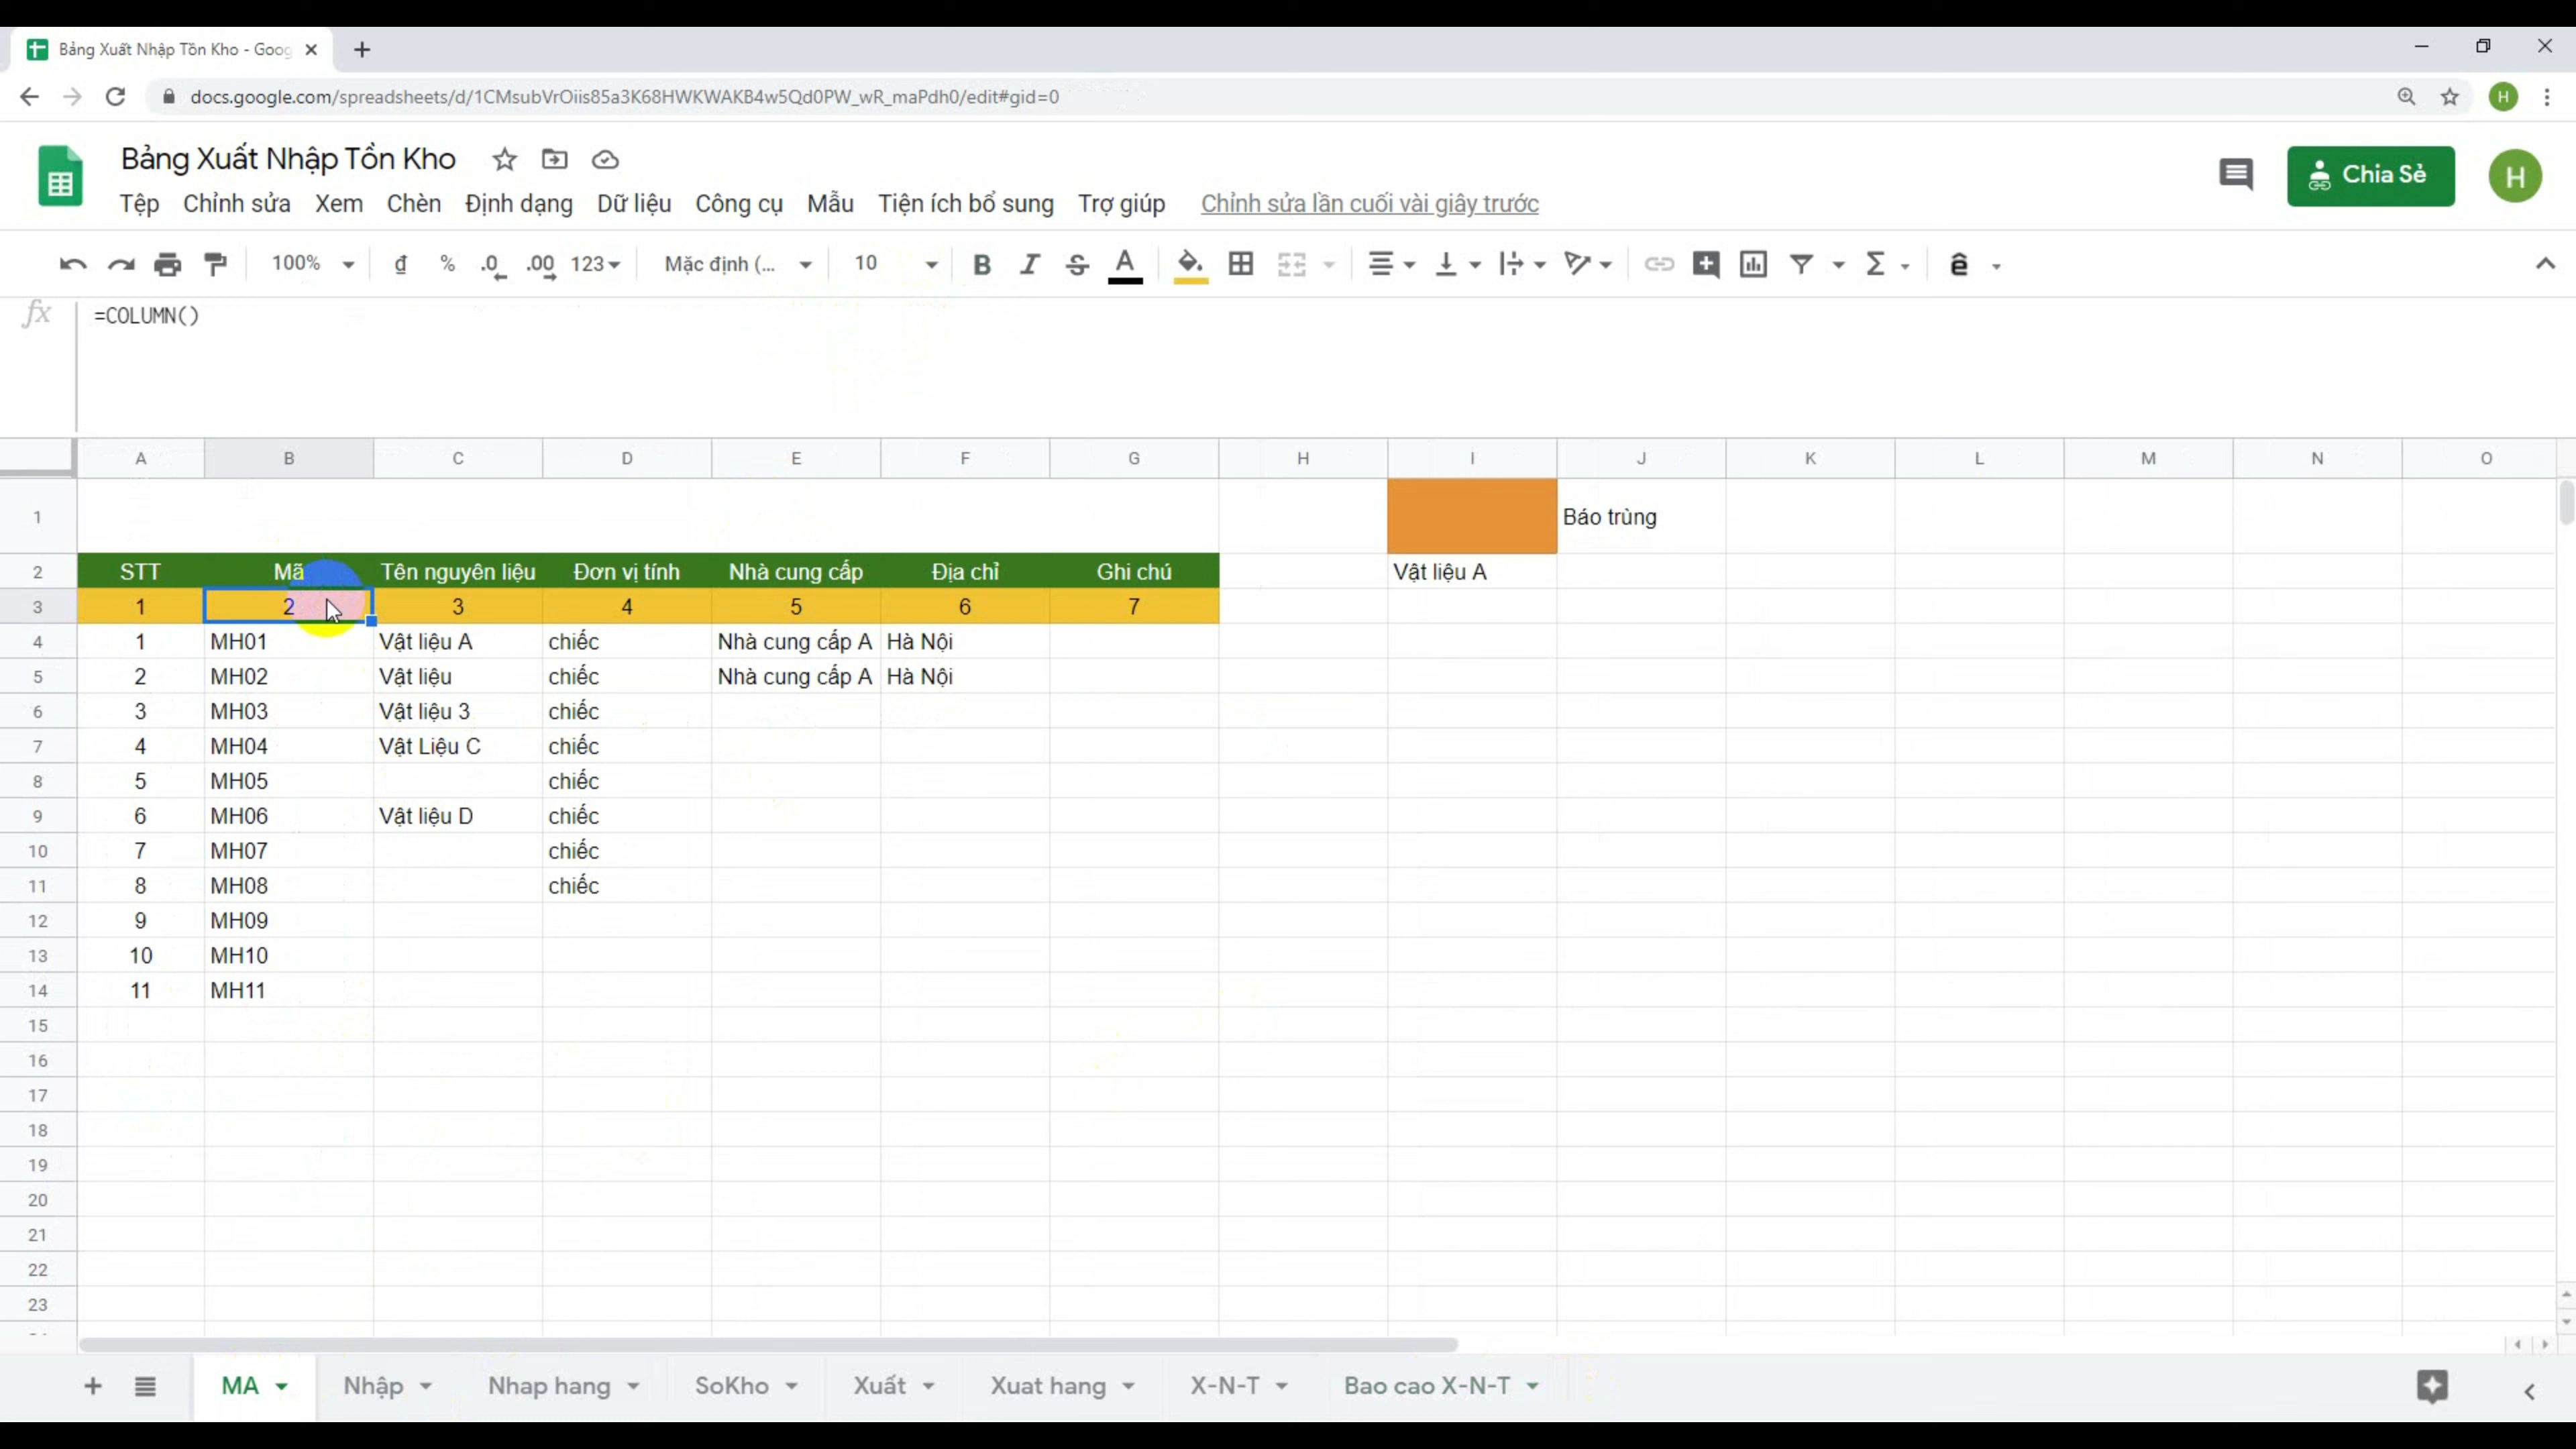 Bảng Xuất Nhập Tồn Kho - Goog
docs.google.com/spreadsheets/d/1CMsubVrOiis85a3K68HWKWAKB4w5Qd0PW_wR_maPdh0/edit#gid=0
H
Bảng Xuất Nhập Tồn Kho
Chia Sẻ
H
Tệp Chỉnh sửa Xem Chèn Định dạng Dữ liệu Công cụ Mẫu Tiện ích bổ sung Trợ giúp Chỉnh sửa lần cuối vài giây trước
100% đ % .0 .00 123 Mặc định (... 10 B I S A Σ ê
fx =COLUMN()
A B C D E F G H I J K L M N O
1 Báo trùng
2 STT Mã Tên nguyên liệu Đơn vị tính Nhà cung cấp Địa chỉ Ghi chú Vật liệu A
3 1 2 3 4 5 6 7
4 1 MH01 Vật liệu A chiếc Nhà cung cấp A Hà Nội
5 2 MH02 Vật liệu chiếc Nhà cung cấp A Hà Nội
6 3 MH03 Vật liệu 3 chiếc
7 4 MH04 Vật Liệu C chiếc
8 5 MH05 chiếc
9 6 MH06 Vật liệu D chiếc
10 7 MH07 chiếc
11 8 MH08 chiếc
12 9 MH09
13 10 MH10
14 11 MH11
15
16
17
18
19
20
21
22
23
MA Nhập Nhap hang SoKho Xuất Xuat hang X-N-T Bao cao X-N-T